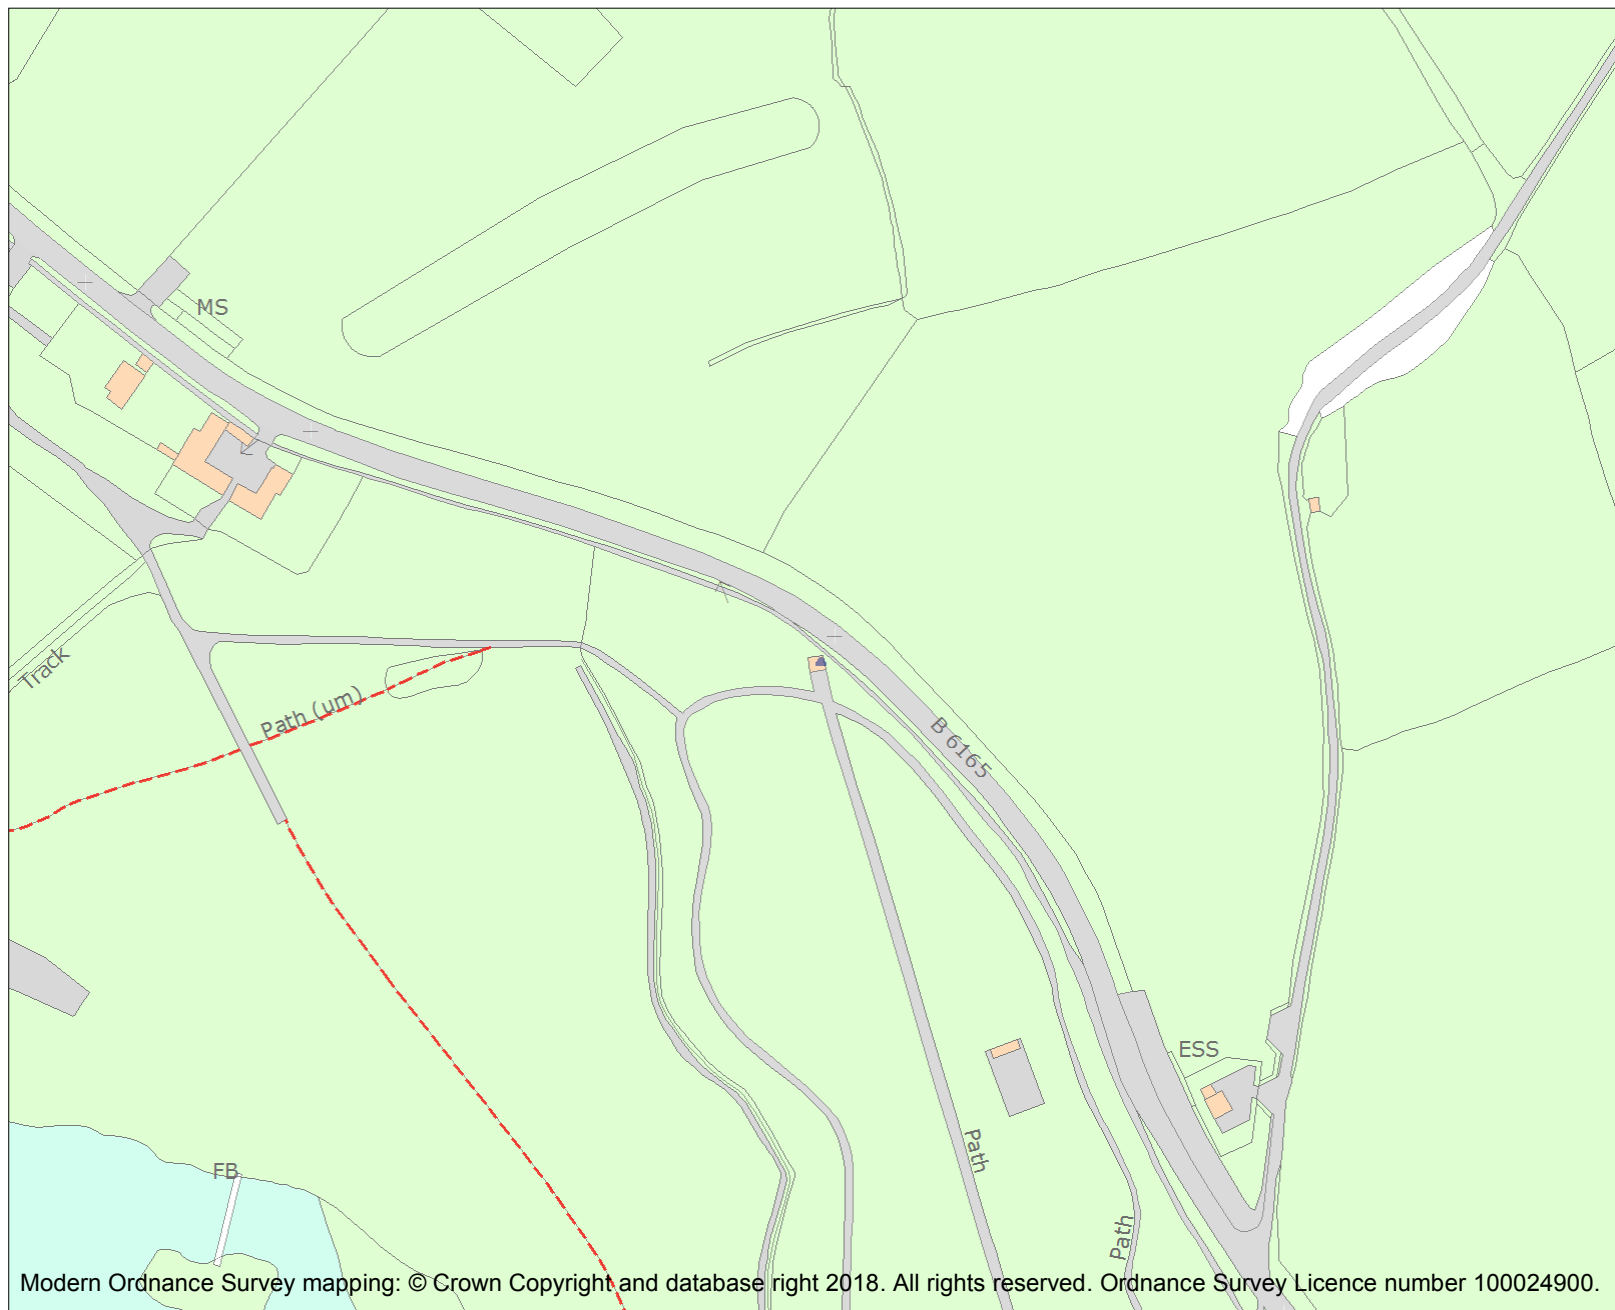 MS
Track
Path (um)
B 6165
ESS
Path
FB
Path
Modern Ordnance Survey mapping: © Crown Copyright and database right 2018. All rights reserved. Ordnance Survey Licence number 100024900.